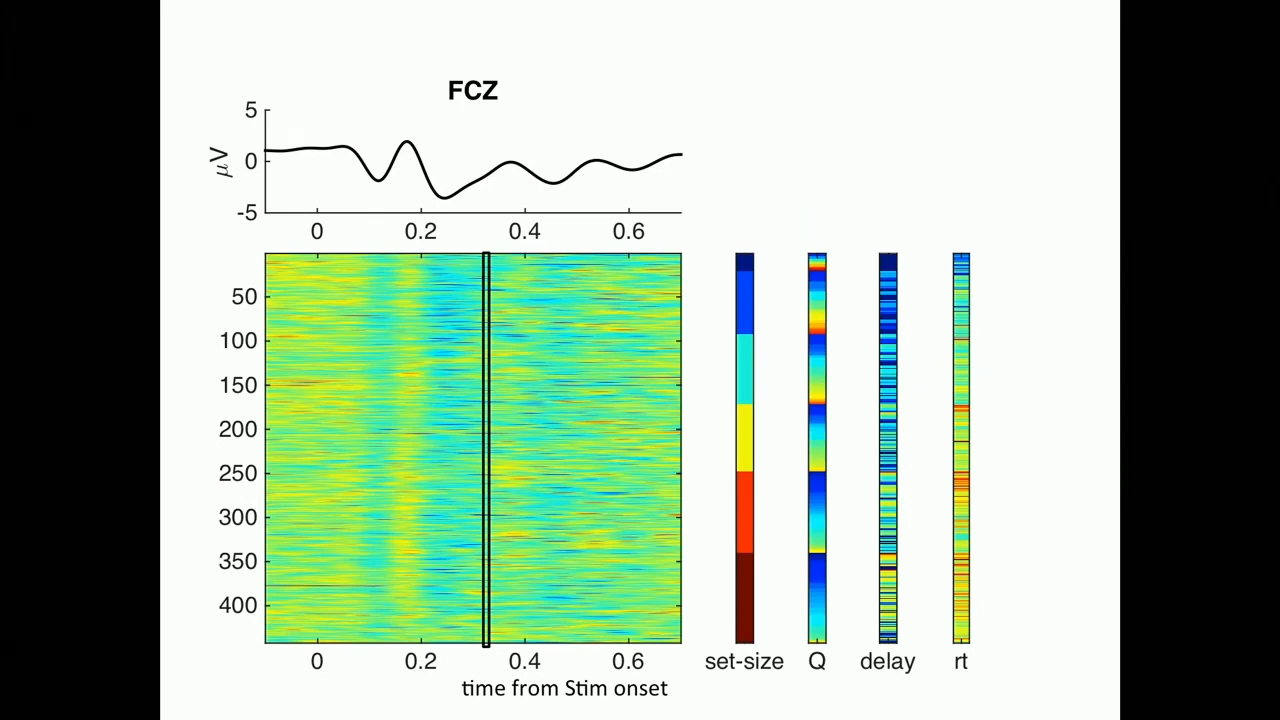 FCZ
5
0
-5
μV
0 0.2 0.4 0.6
50
100
150
200
250
300
350
400
0 0.2 0.4 0.6
set-size Q delay rt
time from Stim onset